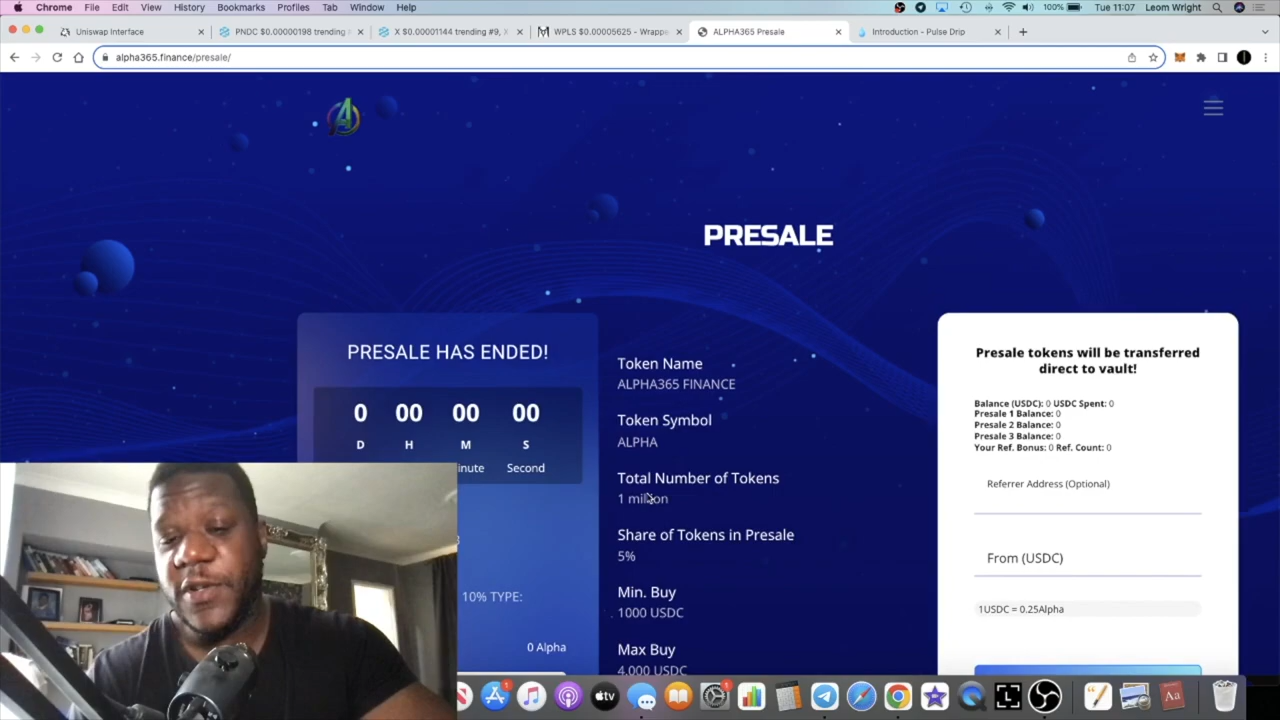 Chrome File Edit View History Bookmarks Profiles Tab Window Help 100% Tue 11:07 Leom Wright
Uniswap Interface PNDC $0.00000198 trending X $0.00001144 trending #9, X WPLS $0.00005625 - Wrappe ALPHA365 Presale Introduction - Pulse Drip
alpha365.finance/presale/
PRESALE
PRESALE HAS ENDED!
0 00 00 00
D H M S
inute Second
10% TYPE:
0 Alpha
Token Name
ALPHA365 FINANCE
Token Symbol
ALPHA
Total Number of Tokens
1 million
Share of Tokens in Presale
5%
Min. Buy
1000 USDC
Max Buy
4,000 USDC
Presale tokens will be transferred
direct to vault!
Balance (USDC): 0 USDC Spent: 0
Presale 1 Balance: 0
Presale 2 Balance: 0
Presale 3 Balance: 0
Your Ref. Bonus: 0 Ref. Count: 0
Referrer Address (Optional)
From (USDC)
1USDC = 0.25Alpha
tv
Aa